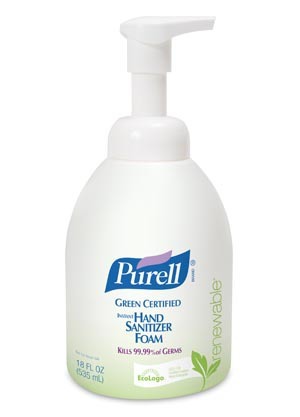 Purell
BRAND
GREEN CERTIFIED
INSTANT HAND
SANITIZER
FOAM
KILLS 99.99% of GERMS
18 FL OZ
(535 mL)
EcoLogo
renewable